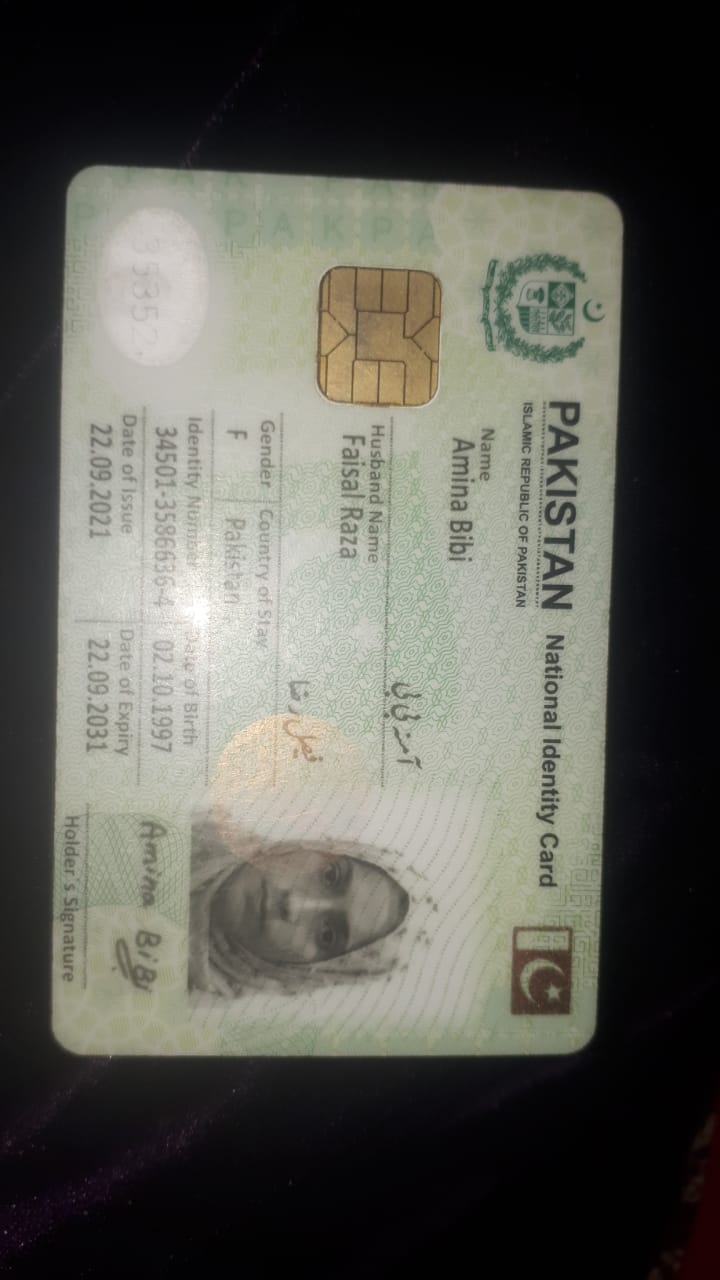 PAKISTAN National Identity Card
ISLAMIC REPUBLIC OF PAKISTAN
Name
Amina Bibi
آمنہ بی بی
Husband Name
Faisal Raza
فیصل رضا
Gender | Country of Stay
F | Pakistan
Identity Number | Date of Birth
34501-3586636-4 | 02.10.1997
Date of Issue | Date of Expiry
22.09.2021 | 22.09.2031
Amina BiBi
Holder's Signature
PAKPA